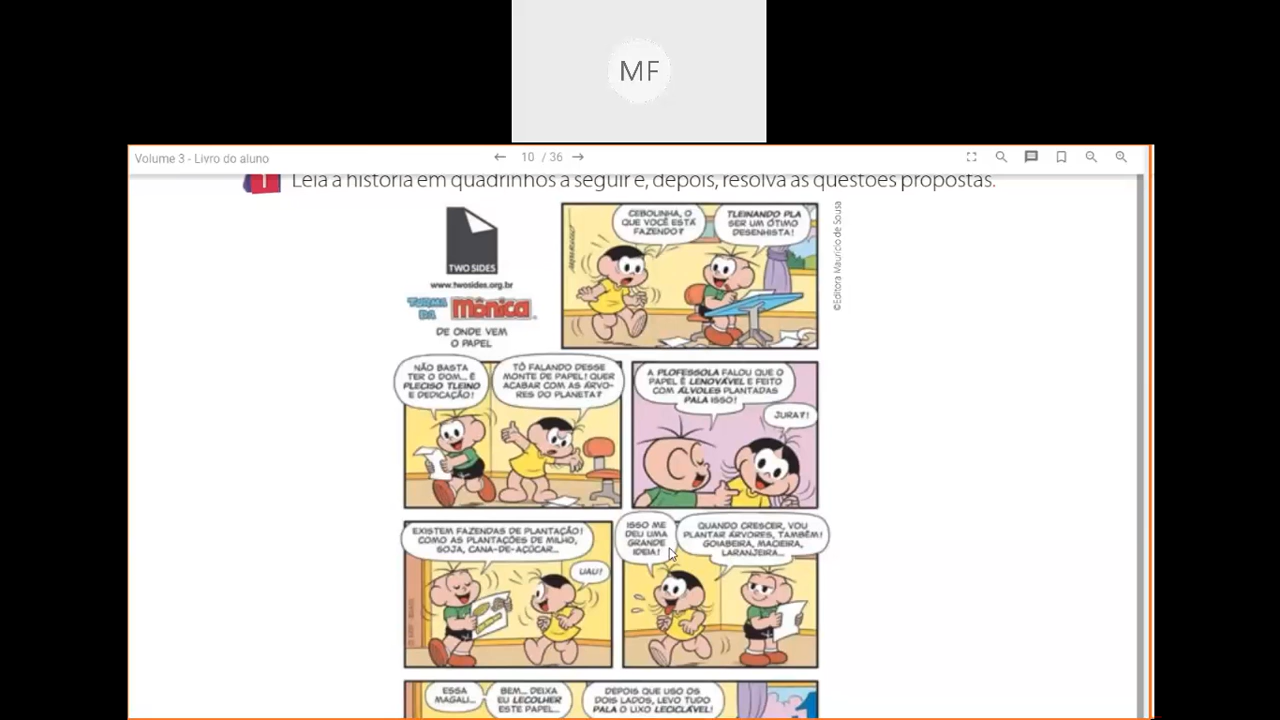 MF
Volume 3 - Livro do aluno
10 / 36
1 Leia a história em quadrinhos a seguir e, depois, resolva as questões propostas.
TWO SIDES
www.twosides.org.br
TURMA
DA
MÔNICA
DE ONDE VEM
O PAPEL
CEBOLINHA, O
QUE VOCÊ ESTÁ
FAZENDO?
TLEINANDO PLA
SER UM ÓTIMO
DESENHISTA!
©Editora Mauricio de Sousa
NÃO BASTA
TER O DOM... É
PLECISO TLEINO
E DEDICAÇÃO!
TÔ FALANDO DESSE
MONTE DE PAPEL! QUER
ACABAR COM AS ÁRVO-
RES DO PLANETA?
A PLOFESSOLA FALOU QUE O
PAPEL É LENOVÁVEL E FEITO
COM ÁLVOLES PLANTADAS
PALA ISSO!
JURA?!
EXISTEM FAZENDAS DE PLANTAÇÃO!
COMO AS PLANTAÇÕES DE MILHO,
SOJA, CANA-DE-AÇÚCAR...
UAU!
ISSO ME
DEU UMA
GRANDE
IDEIA!
QUANDO CRESCER, VOU
PLANTAR ÁRVORES, TAMBÉM!
GOIABEIRA, MACIEIRA,
LARANJEIRA...
ESSA
MAGALI...
BEM... DEIXA
EU LECOLHER
ESTE PAPEL...
DEPOIS QUE USO OS
DOIS LADOS, LEVO TUDO
PALA O LIXO LECICLÁVEL!